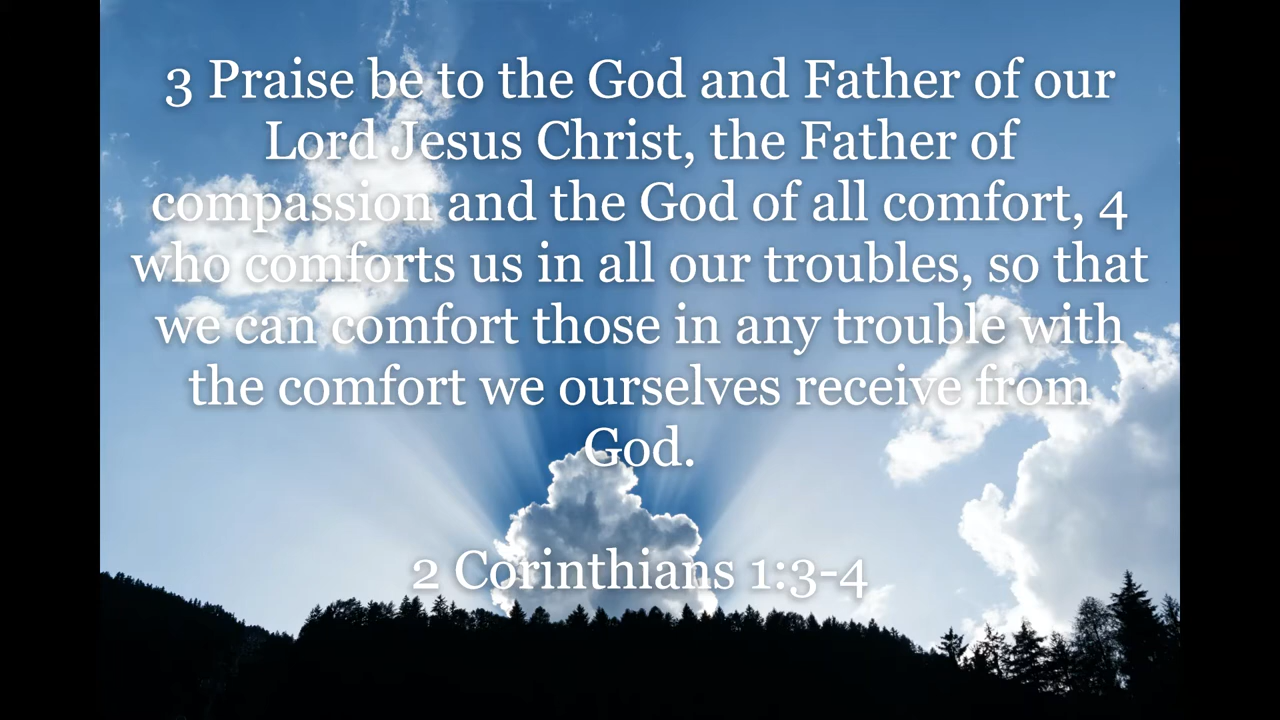 3 Praise be to the God and Father of our
Lord Jesus Christ, the Father of
compassion and the God of all comfort, 4
who comforts us in all our troubles, so that
we can comfort those in any trouble with
the comfort we ourselves receive from
God.
2 Corinthians 1:3-4